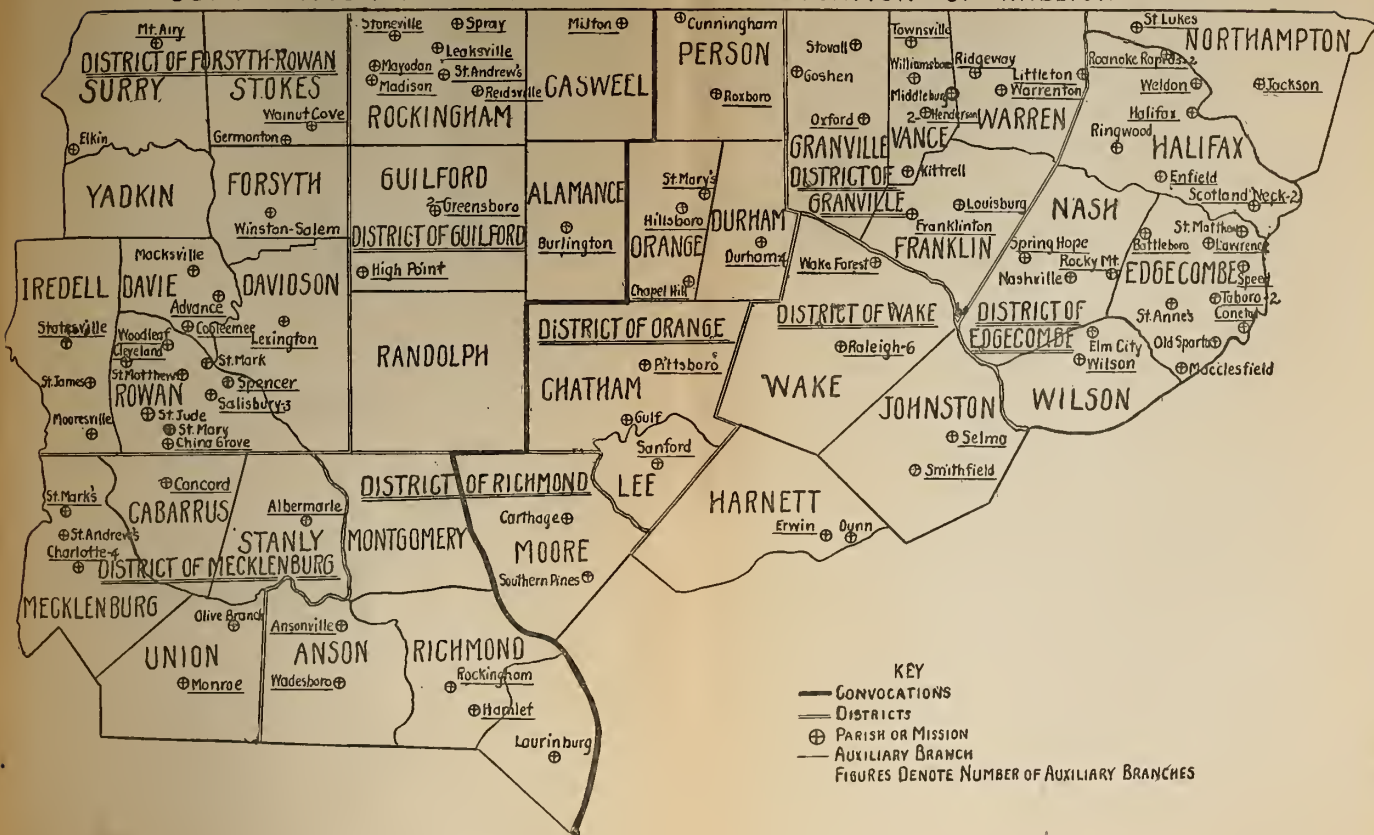 Mt. Airy
DISTRICT OF FORSYTH-ROWAN
SURRY
STOKES
Walnut Cove
Germonton
Elkin
YADKIN
FORSYTH
Winston-Salem
Stoneville
Spray
Leaksville
Mayodan
St. Andrew's
Madison
Reidsville
ROCKINGHAM
GUILFORD
2 Greensboro
DISTRICT OF GUILFORD
High Point
RANDOLPH
Milton
CASWELL
ALAMANCE
Burlington
Cunningham
PERSON
Roxboro
St. Mary's
Hillsboro
ORANGE
Chapel Hill
DURHAM
Durham-4
Stovall
Goshen
Oxford
GRANVILLE
DISTRICT OF
GRANVILLE
Townsville
Williamsboro
Middleburg
2-Henderson
VANCE
Kittrell
Ridgeway
Littleton
Warrenton
WARREN
Louisburg
Franklinton
FRANKLIN
St Lukes
NORTHAMPTON
Roanoke Rapids-2
Weldon
Jackson
Halifax
Ringwood
HALIFAX
Enfield
Scotland Neck-2
NASH
Spring Hope
Rocky Mt.
Nashville
DISTRICT OF
EDGECOMBE
Battleboro
St. Matthew
Lawrence
EDGECOMBE
Speed
Taboro-2
St. Anne's
Conetoe
Old Sparta
Macclesfield
Elm City
Wilson
WILSON
IREDELL
Statesville
St. James
Mooresville
Mocksville
DAVIE
Advance
Cooleemee
DAVIDSON
Lexington
Woodleaf
Cleveland
St. Mark
St. Matthew
ROWAN
Spencer
Salisbury-3
St. Jude
St. Mary
China Grove
DISTRICT OF ORANGE
Pittsboro
CHATHAM
Gulf
Sanford
LEE
Wake Forest
DISTRICT OF WAKE
Raleigh-6
WAKE
JOHNSTON
Selma
Smithfield
HARNETT
Erwin
Dunn
St. Mark's
St. Andrew's
Charlotte-4
MECKLENBURG
Concord
CABARRUS
Albermarle
STANLY
DISTRICT OF MECKLENBURG
DISTRICT OF RICHMOND
MONTGOMERY
Carthage
MOORE
Southern Pines
Olive Branch
UNION
Monroe
Ansonville
ANSON
Wadesboro
RICHMOND
Rockingham
Hamlet
Laurinburg
KEY
CONVOCATIONS
DISTRICTS
PARISH OR MISSION
AUXILIARY BRANCH
FIGURES DENOTE NUMBER OF AUXILIARY BRANCHES